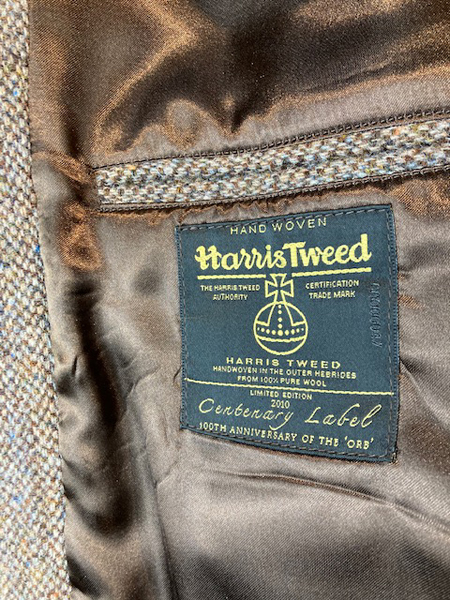 HAND WOVEN
Harris Tweed
THE HARRIS TWEED CERTIFICATION
AUTHORITY TRADE MARK
HARRIS TWEED
HANDWOVEN IN THE OUTER HEBRIDES
FROM 100% PURE WOOL
LIMITED EDITION
2010
Centenary Label
100TH ANNIVERSARY OF THE 'ORB'